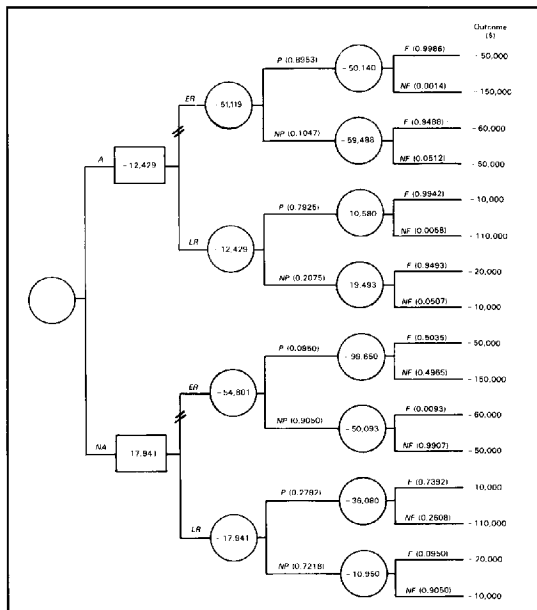 Outcome
($)
F (0.9986)
- 50,000
P (0.8953)
- 50,140
NF (0.0014)
- 150,000
ER
- 51,119
F (0.9488)
- 60,000
NP (0.1047)
- 59,488
NF (0.0512)
- 50,000
A
- 12,429
F (0.9942)
- 10,000
P (0.7925)
10,580
NF (0.0058)
- 110,000
LR
- 12,429
F (0.9493)
- 20,000
NP (0.2075)
19,493
NF (0.0507)
- 10,000
F (0.5035)
- 50,000
P (0.0950)
- 99,650
NF (0.4965)
- 150,000
ER
- 54,801
F (0.0093)
- 60,000
NP (0.9050)
- 50,093
NF (0.9907)
- 50,000
NA
17,941
F (0.7392)
10,000
P (0.2782)
- 36,080
NF (0.2608)
- 110,000
LR
- 17,941
F (0.0950)
- 20,000
NP (0.7218)
- 10,950
NF (0.9050)
- 10,000